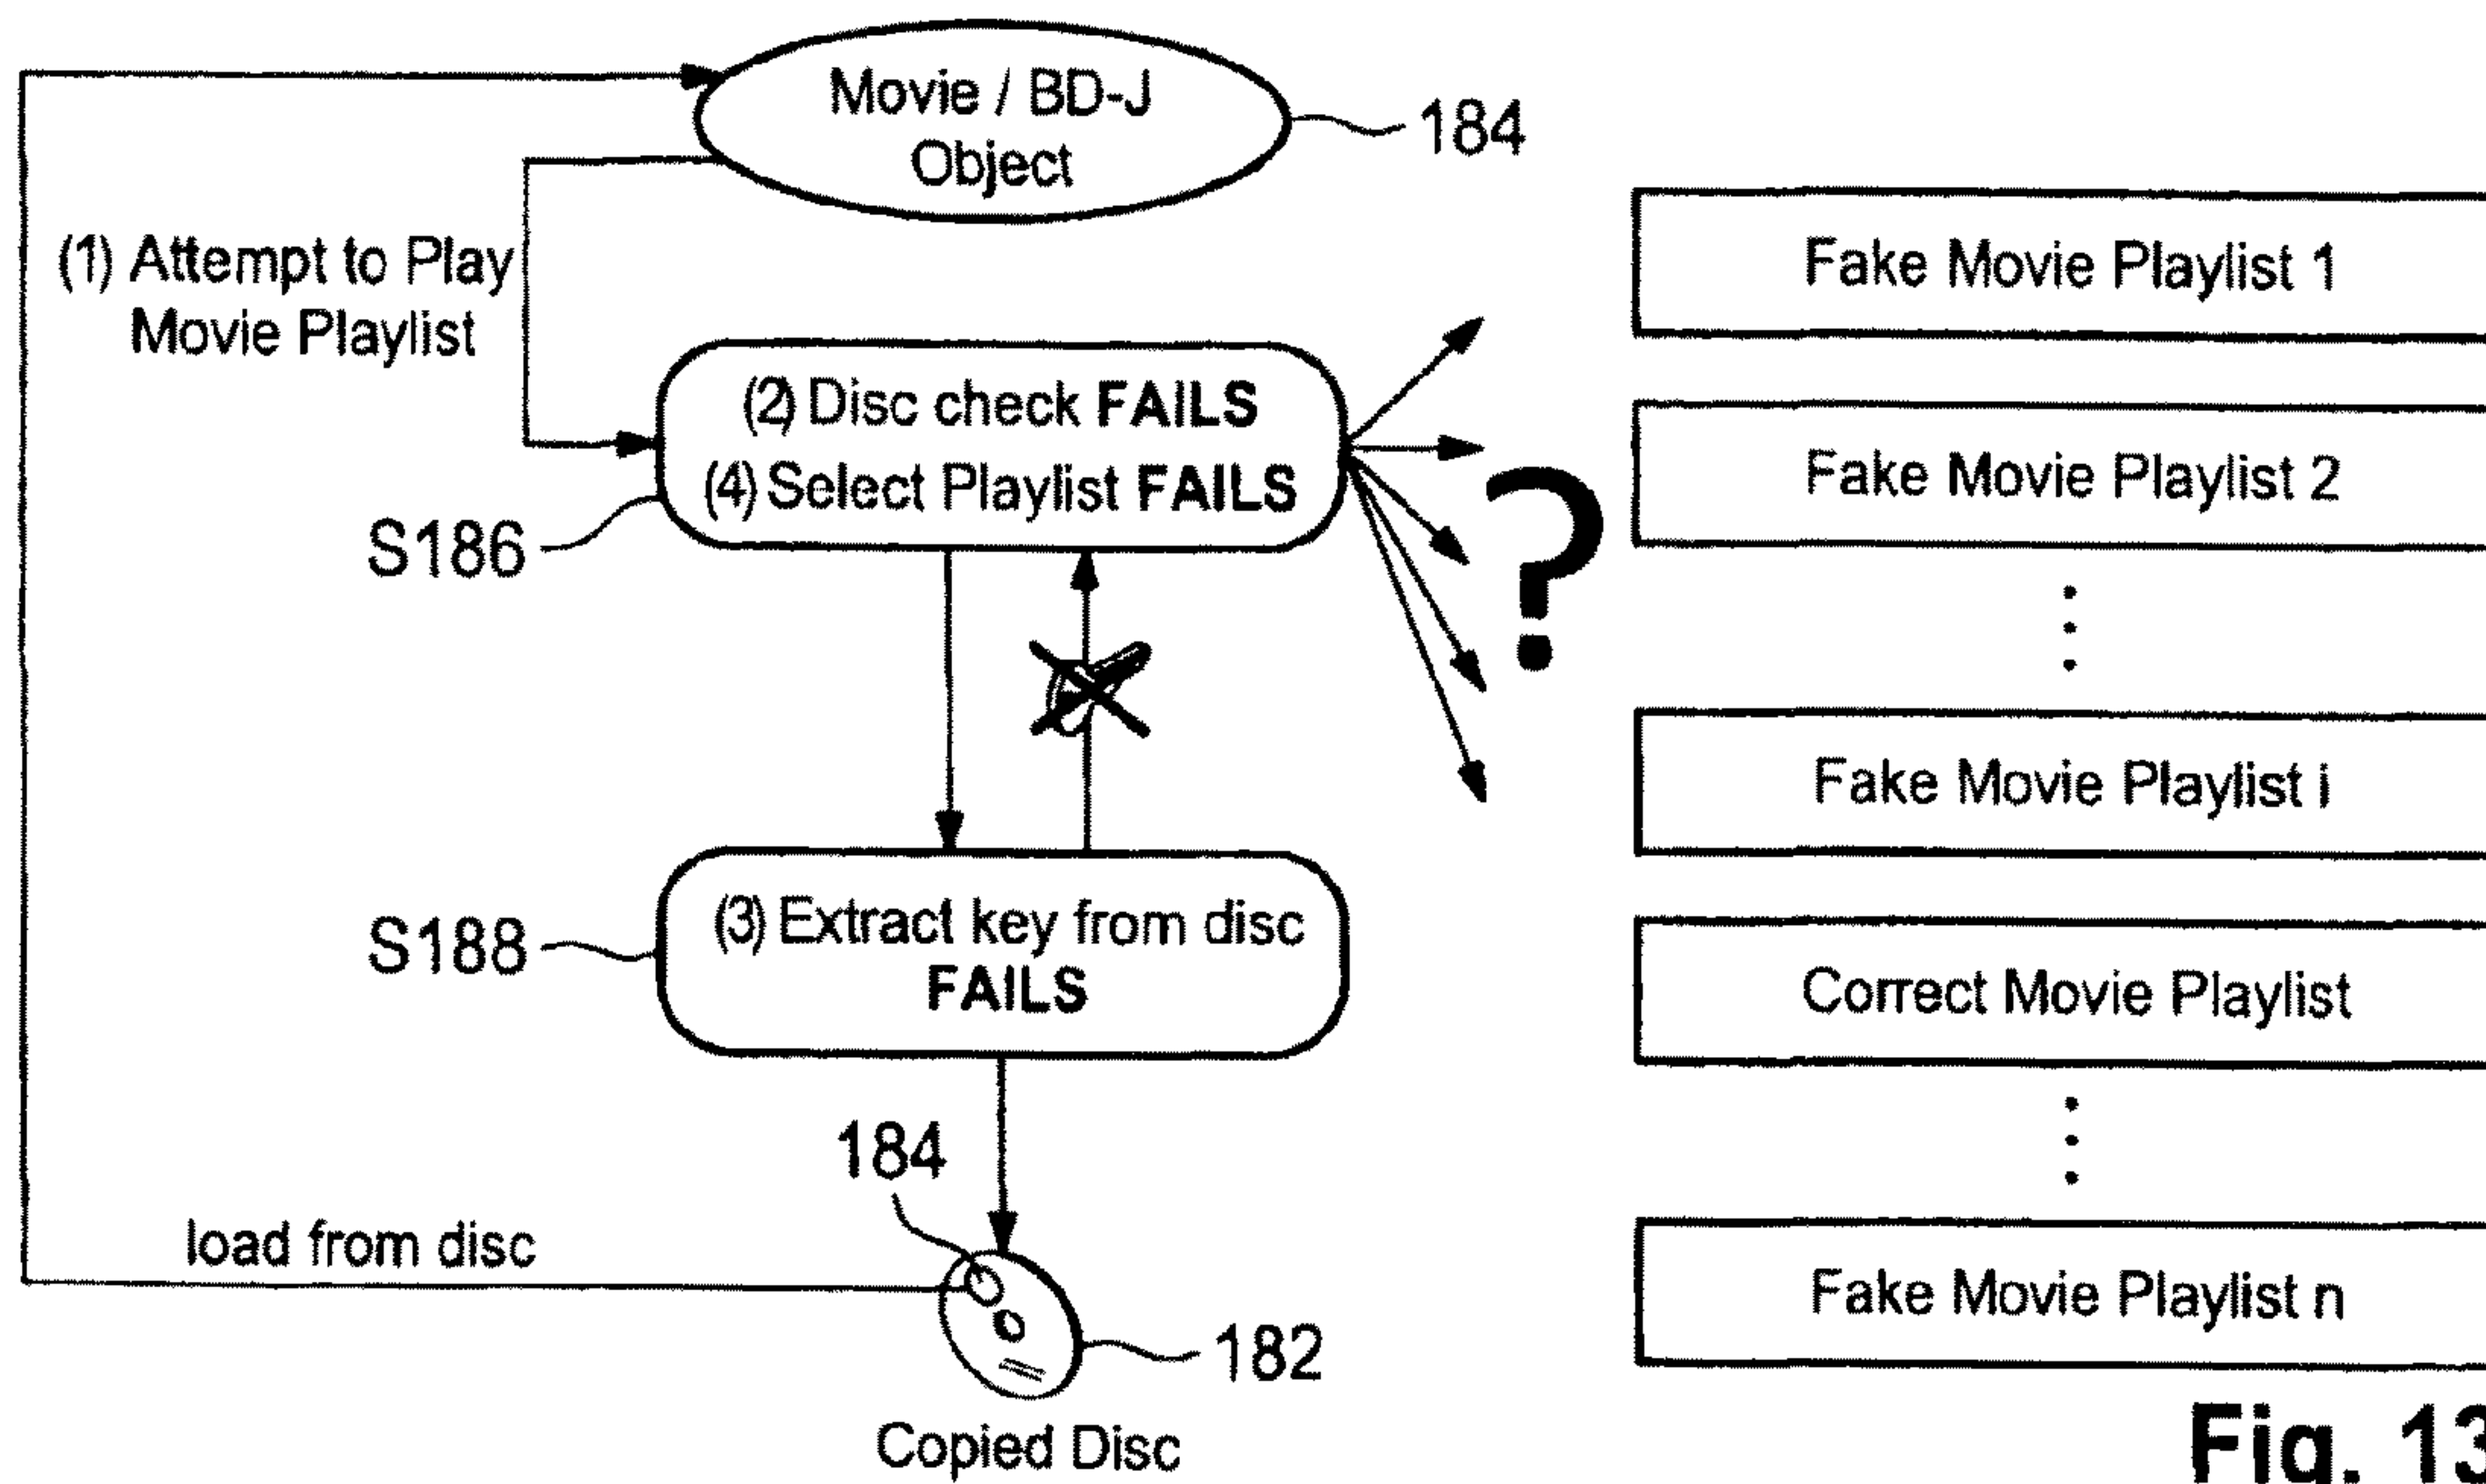 Movie / BD-J
Object
184
(1) Attempt to Play
Movie Playlist
(2) Disc check FAILS
(4) Select Playlist FAILS
S186
?
(3) Extract key from disc
FAILS
S188
184
load from disc
182
Copied Disc
Fake Movie Playlist 1
Fake Movie Playlist 2
Fake Movie Playlist i
Correct Movie Playlist
Fake Movie Playlist n
Fig. 13